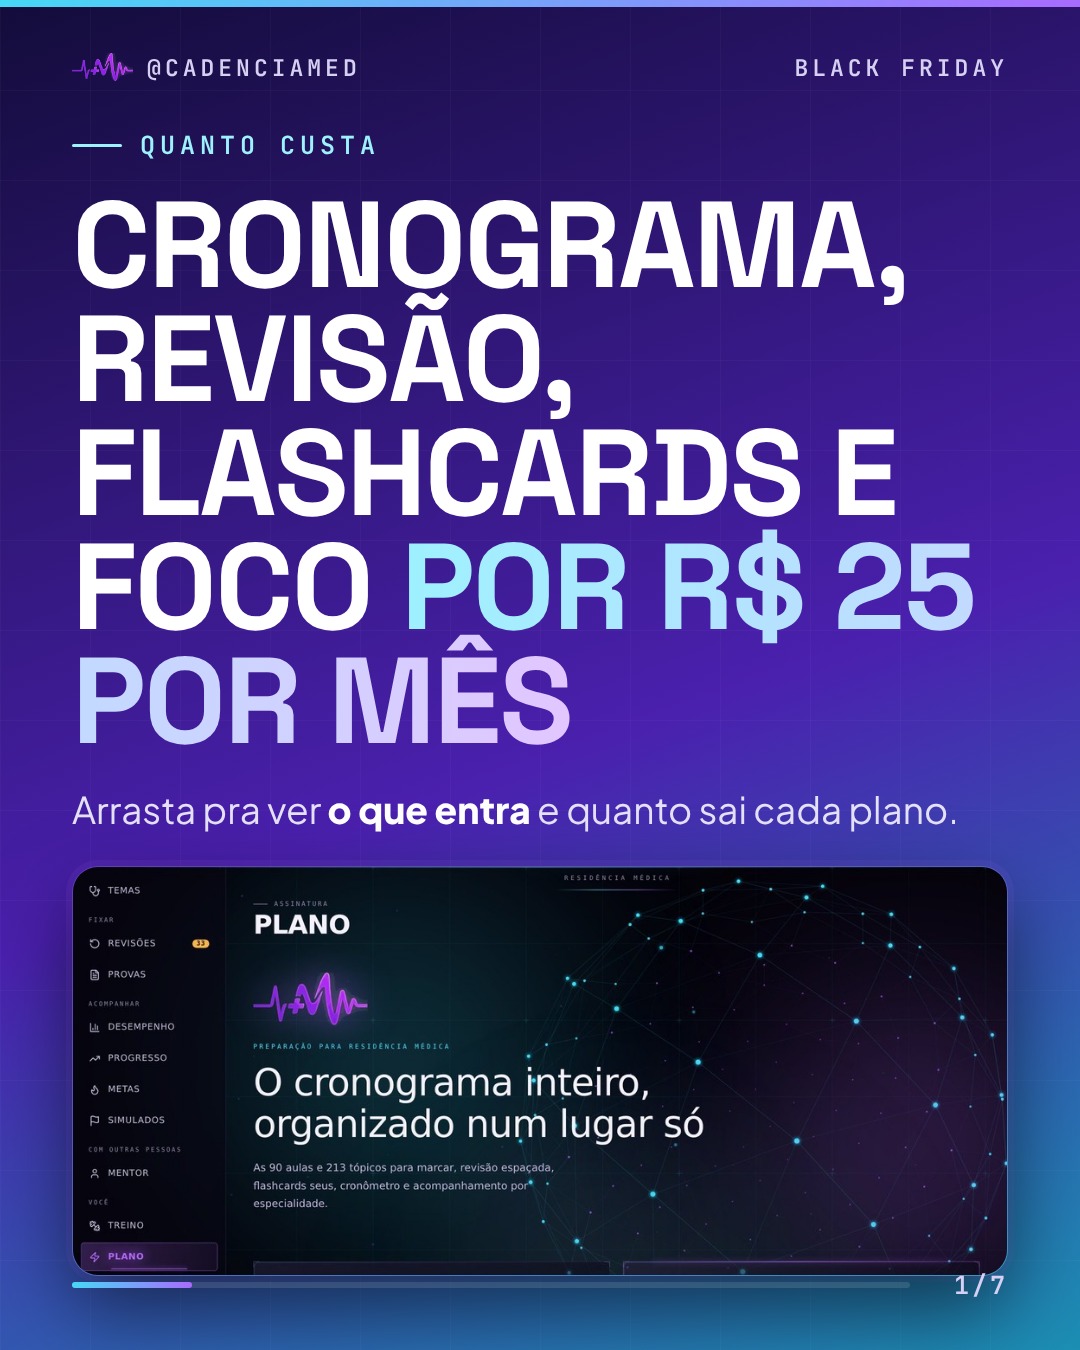 @CADENCIAMED
BLACK FRIDAY
QUANTO CUSTA
CRONOGRAMA,
REVISÃO,
FLASHCARDS E
FOCO POR R$ 25
POR MÊS
Arrasta pra ver o que entra e quanto sai cada plano.
TEMAS
FIXAR
REVISÕES 33
PROVAS
ACOMPANHAR
DESEMPENHO
PROGRESSO
METAS
SIMULADOS
COM OUTRAS PESSOAS
MENTOR
VOCÊ
TREINO
PLANO
RESIDÊNCIA MÉDICA
ASSINATURA
PLANO
PREPARAÇÃO PARA RESIDÊNCIA MÉDICA
O cronograma inteiro,
organizado num lugar só
As 90 aulas e 213 tópicos para marcar, revisão espaçada,
flashcards seus, cronômetro e acompanhamento por
especialidade.
1/7